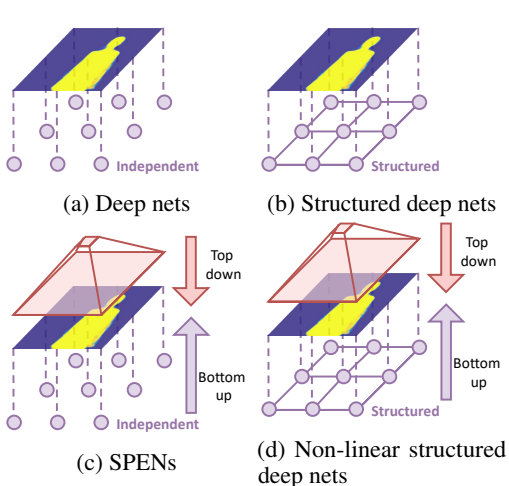 Independent
Structured
(a) Deep nets
(b) Structured deep nets
Top
down
Bottom
up
Independent
(c) SPENs
Top
down
Bottom
up
Structured
(d) Non-linear structured
deep nets